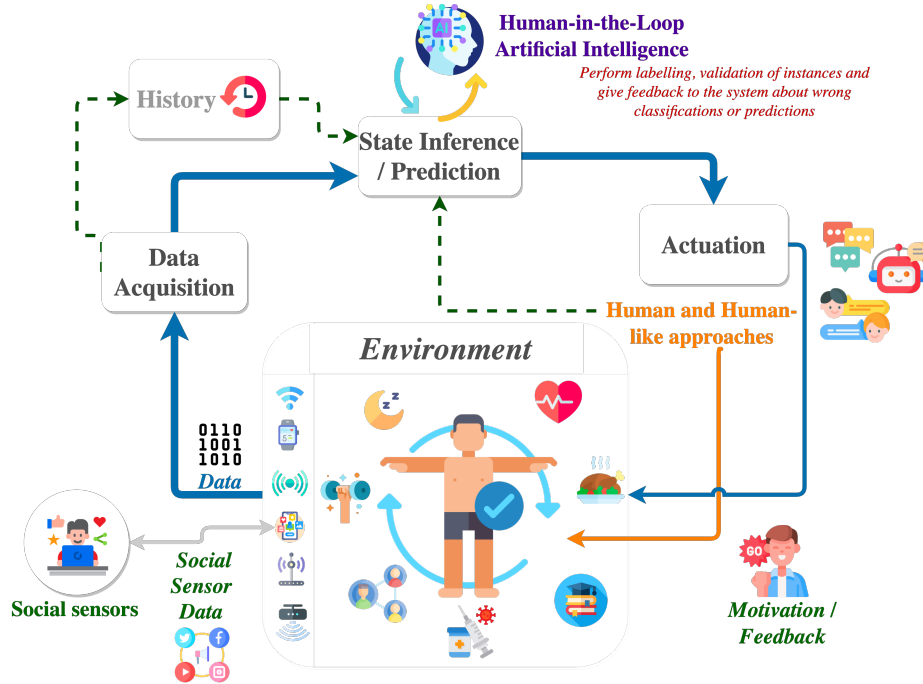 Human-in-the-Loop
Artificial Intelligence
Perform labelling, validation of instances and
give feedback to the system about wrong
classifications or predictions
AI
History
State Inference
/ Prediction
Data
Acquisition
Actuation
Human and Human-
like approaches
Environment
0110
1001
1010
Data
5
Social
Sensor
Data
Social sensors
GO
Motivation /
Feedback